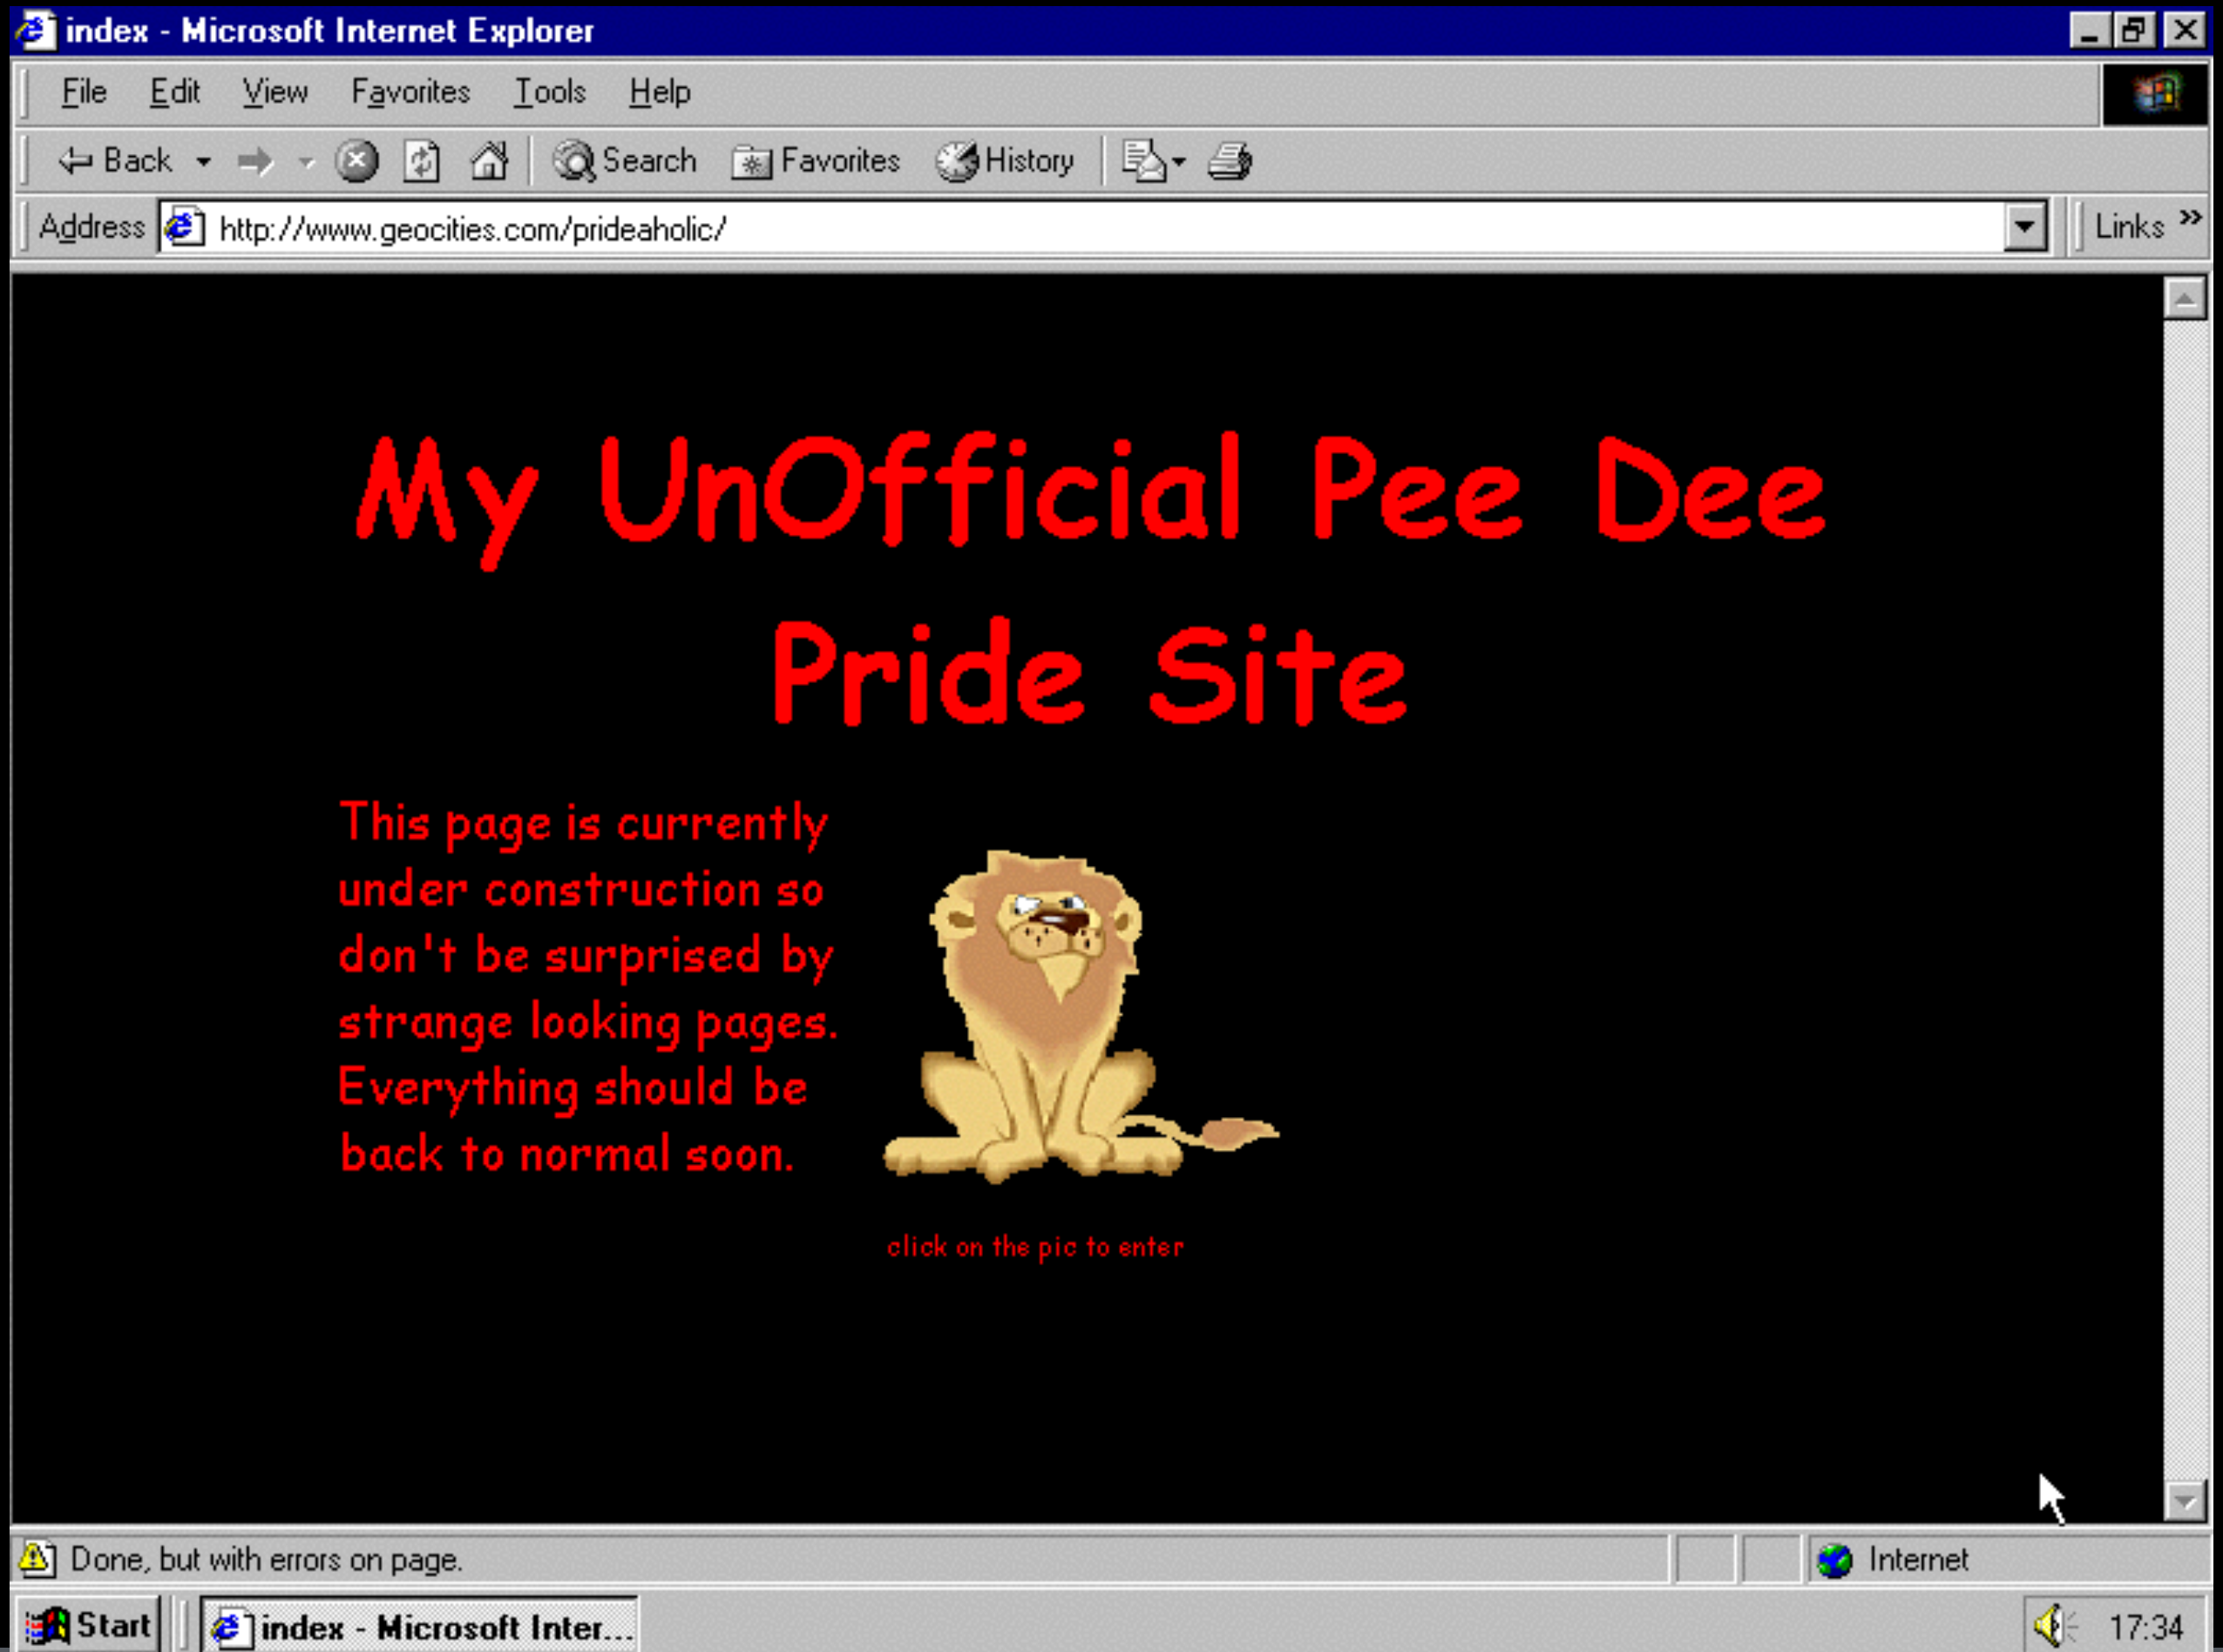 index - Microsoft Internet Explorer
File Edit View Favorites Tools Help
Back Search Favorites History
Address http://www.geocities.com/prideaholic/ Links »
My UnOfficial Pee Dee
Pride Site
This page is currently
under construction so
don't be surprised by
strange looking pages.
Everything should be
back to normal soon.
click on the pic to enter
Done, but with errors on page. Internet
Start index - Microsoft Inter... 17:34